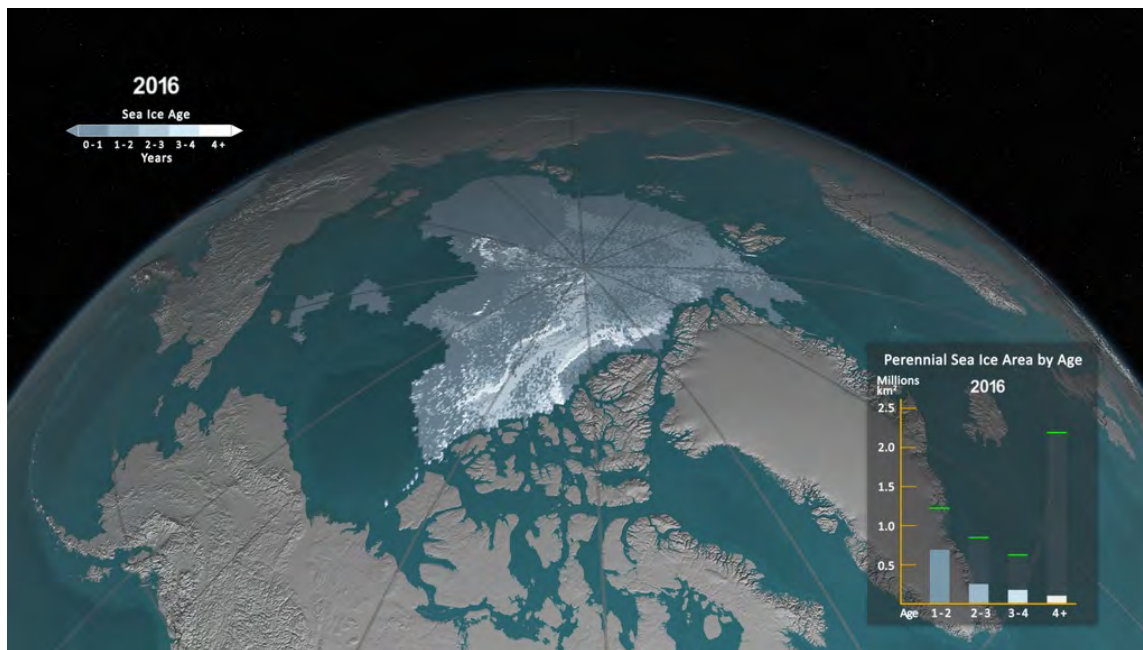 2016
Sea Ice Age
0-1 1-2 2-3 3-4 4+
Years
Perennial Sea Ice Area by Age
Millions
km²
2016
2.5
2.0
1.5
1.0
0.5
Age 1-2 2-3 3-4 4+